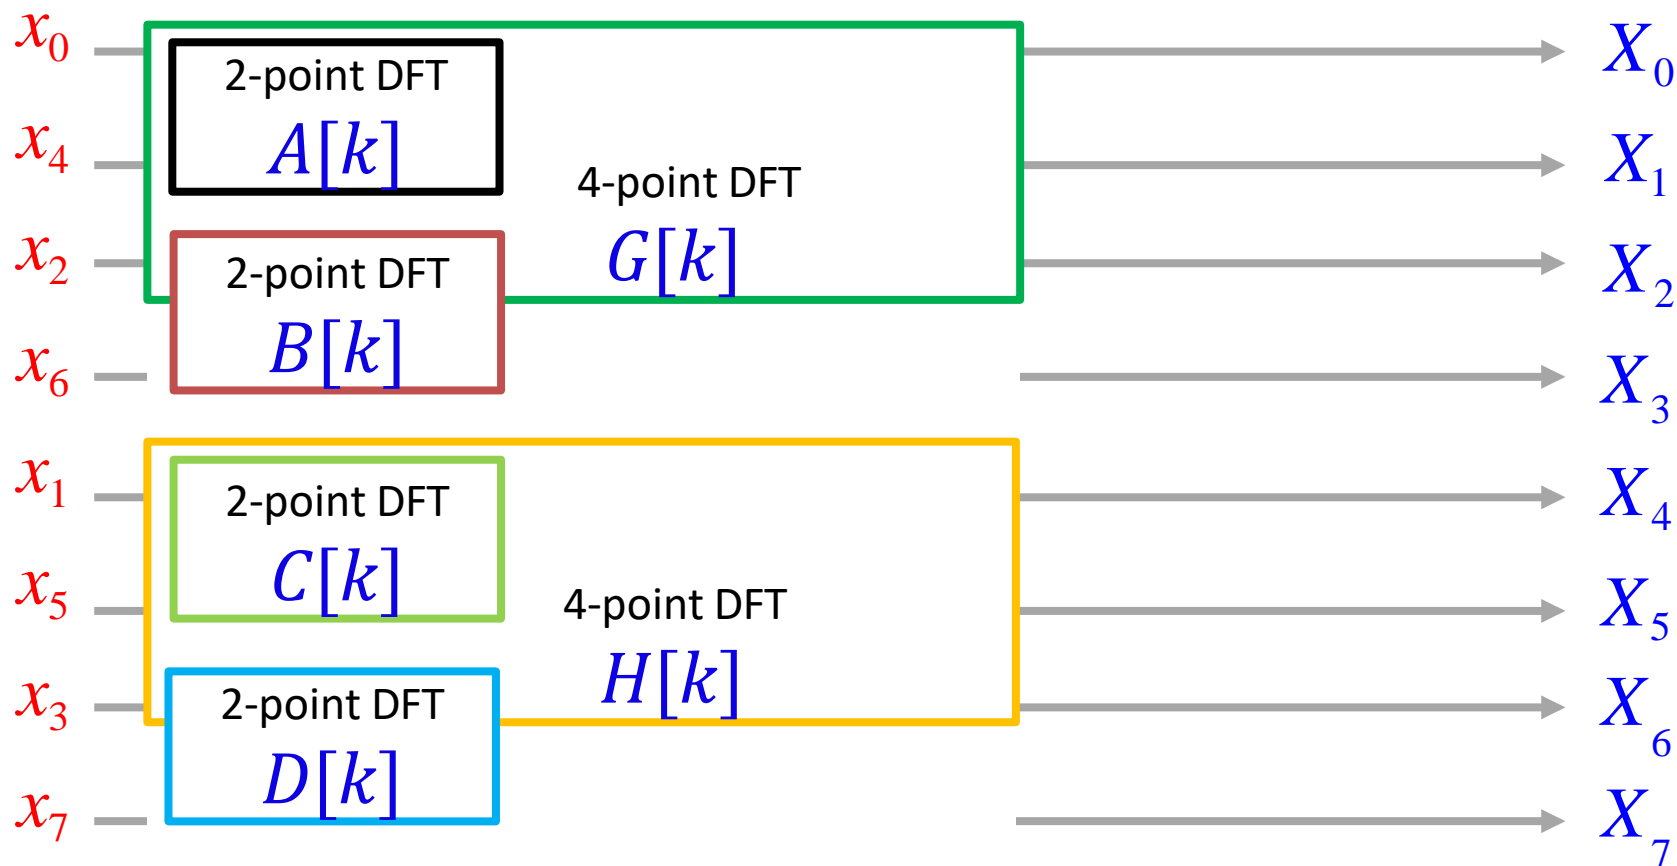 x₀
2-point DFT
A[k]
X₀
x₄
4-point DFT
G[k]
X₁
x₂
2-point DFT
B[k]
X₂
x₆
X₃
x₁
2-point DFT
C[k]
X₄
x₅
4-point DFT
H[k]
X₅
x₃
2-point DFT
D[k]
X₆
x₇
X₇